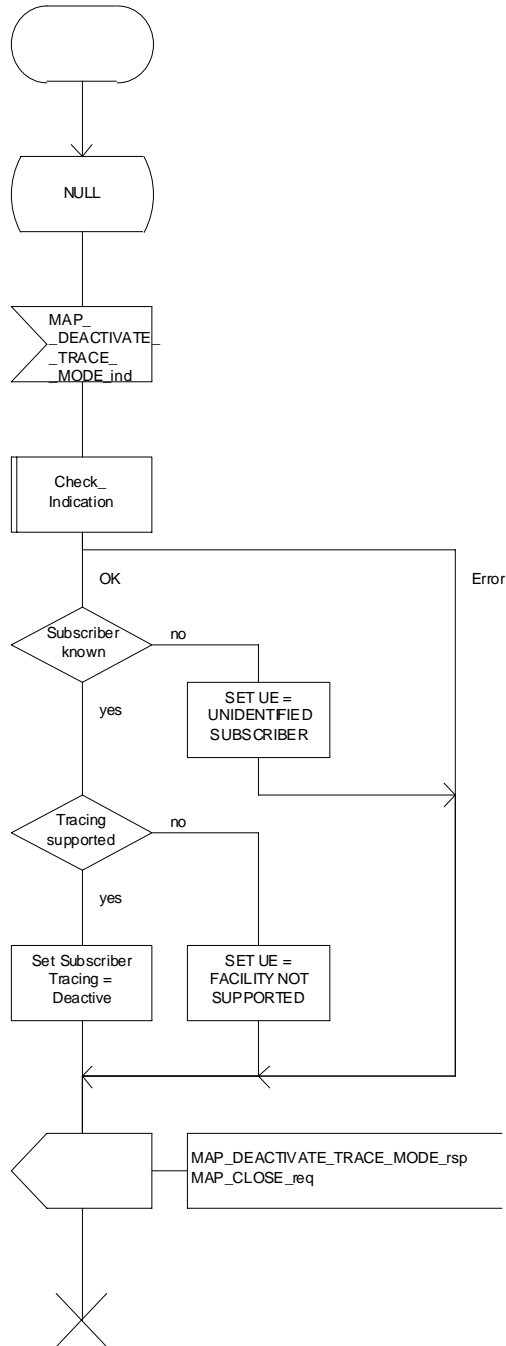 NULL
MAP_
_DEACTIVATE_
_TRACE_
_MODE_ind
Check_
Indication
OK
Error
Subscriber
known
no
yes
SET UE =
UNIDENTIFIED
SUBSCRIBER
Tracing
supported
no
yes
Set Subscriber
Tracing =
Deactive
SET UE =
FACILITY NOT
SUPPORTED
MAP_DEACTIVATE_TRACE_MODE_rsp
MAP_CLOSE_req